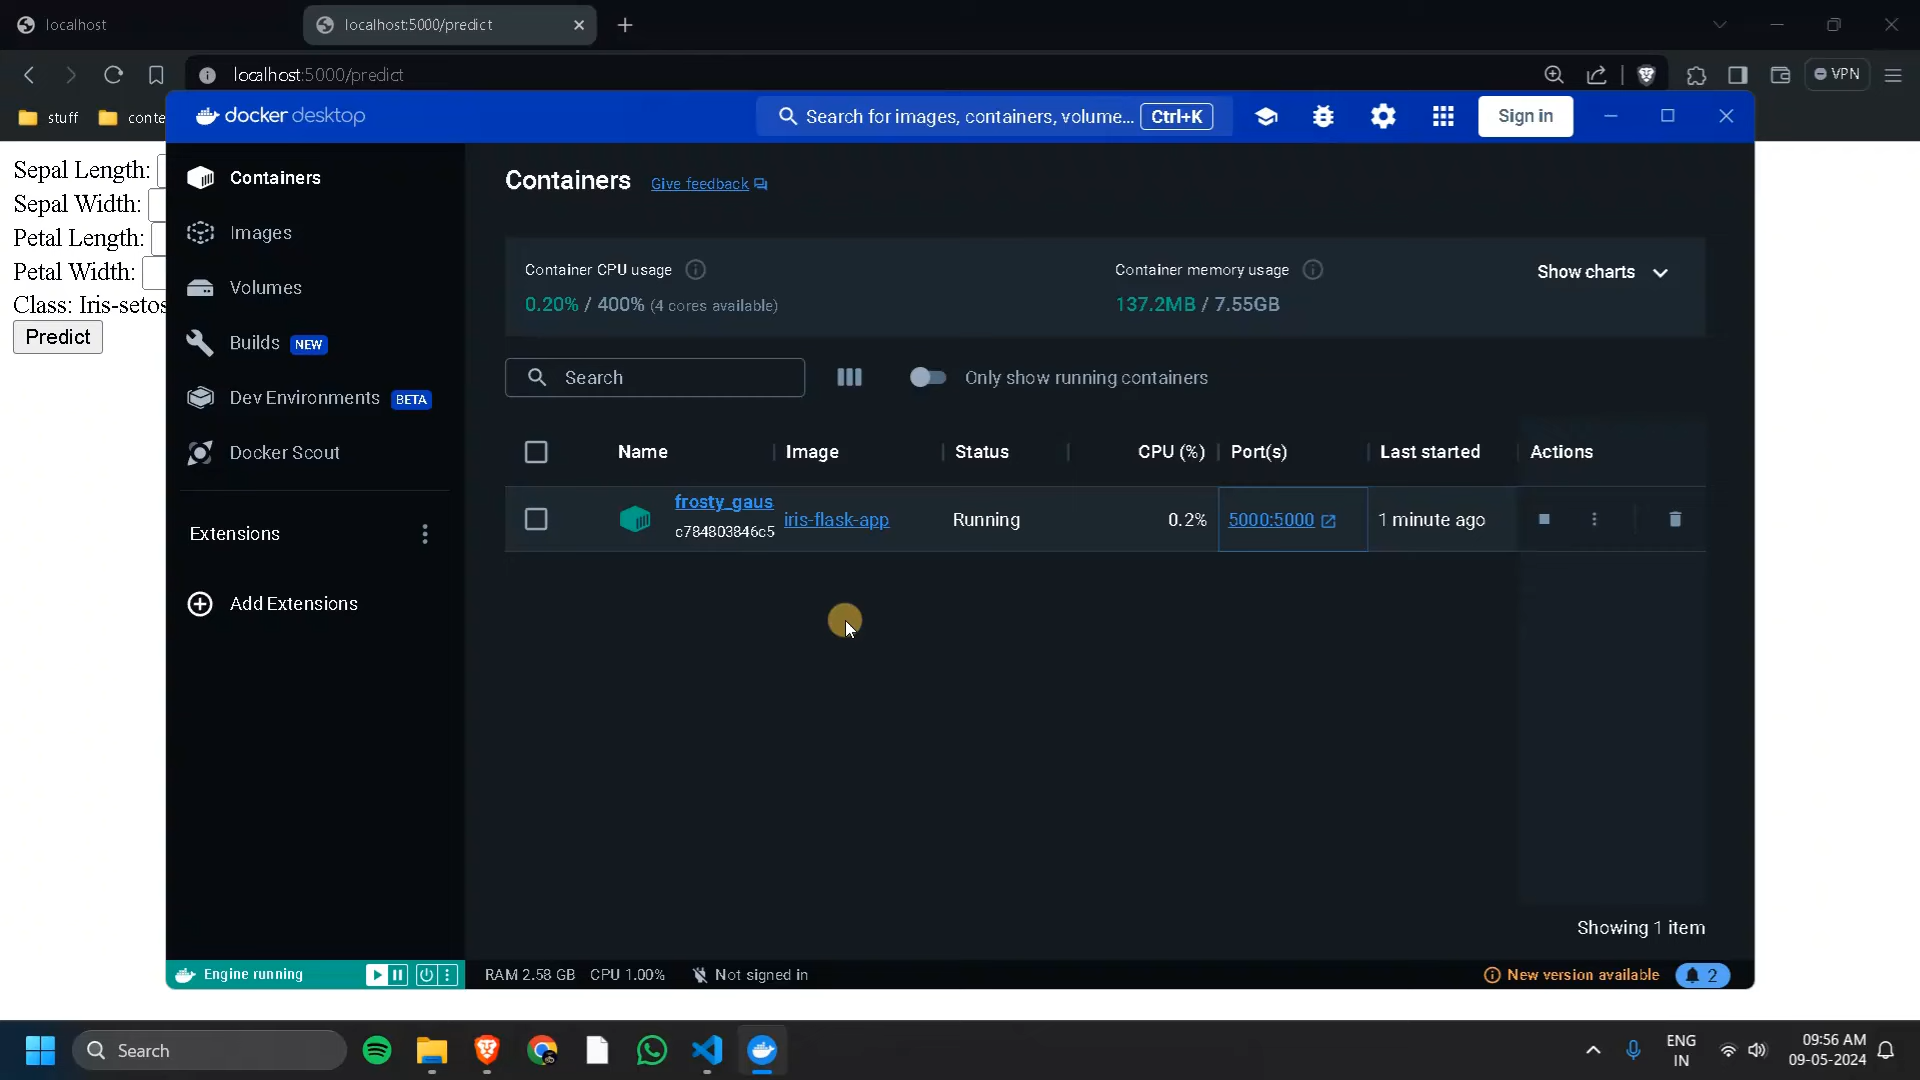 localhost
localhost:5000/predict
localhost:5000/predict
VPN
stuff
conte
docker desktop
Search for images, containers, volume...
Ctrl+K
Sign in
Sepal Length:
Sepal Width:
Petal Length:
Petal Width:
Class: Iris-setos
Predict
Containers
Images
Volumes
Builds NEW
Dev Environments BETA
Docker Scout
Extensions
Add Extensions
Containers
Give feedback
Container CPU usage
0.20% / 400% (4 cores available)
Container memory usage
137.2MB / 7.55GB
Show charts
Search
Only show running containers
Name Image Status CPU (%) Port(s) Last started Actions
frosty_gaus
c784803846c5
iris-flask-app
Running
0.2%
5000:5000
1 minute ago
Showing 1 item
Engine running
RAM 2.58 GB CPU 1.00%
Not signed in
New version available
2
Search
ENG
IN
09:56 AM
09-05-2024